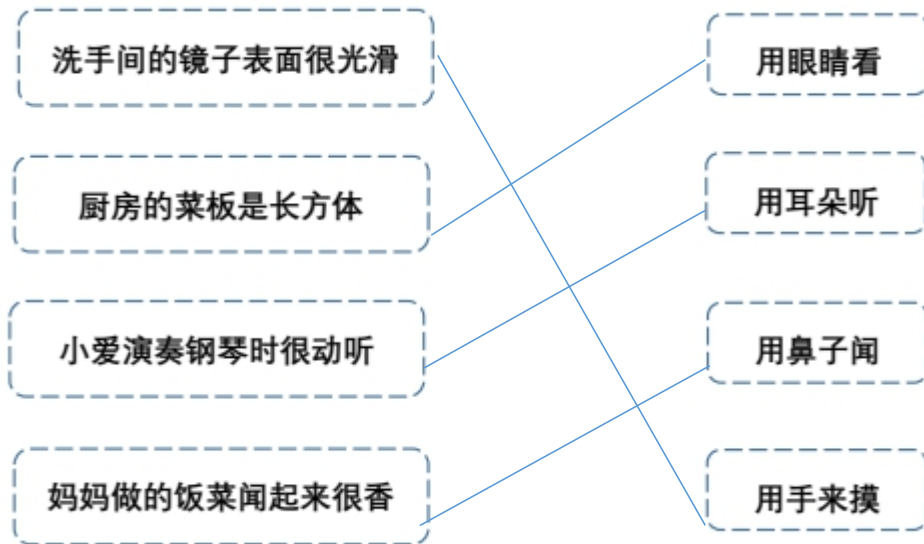 洗手间的镜子表面很光滑
用眼睛看
厨房的菜板是长方体
用耳朵听
小爱演奏钢琴时很动听
用鼻子闻
妈妈做的饭菜闻起来很香
用手来摸